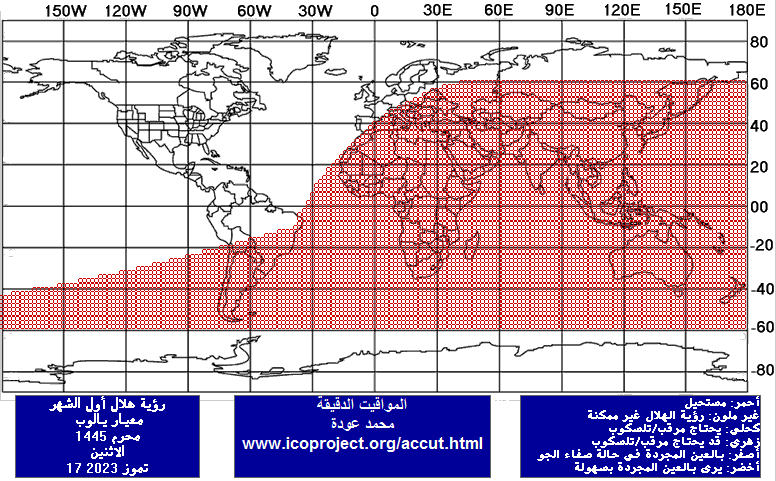 150W 120W 90W 60W 30W 0 30E 60E 90E 120E 150E 180E
80
60
40
20
00
-20
-40
-60
-80
رؤية هلال أول الشهر
معيار يالوب
محرم 1445
الاثنين
17 تموز 2023
المواقيت الدقيقة
محمد عودة
www.icoproject.org/accut.html
أحمر: مستحيل
غير ملون: رؤية الهلال غير ممكنة
كحلي: يحتاج مرقب/تلسكوب
زهري: قد يحتاج مرقب/تلسكوب
أصفر: بالعين المجردة في حالة صفاء الجو
أخضر: يرى بالعين المجردة بسهولة